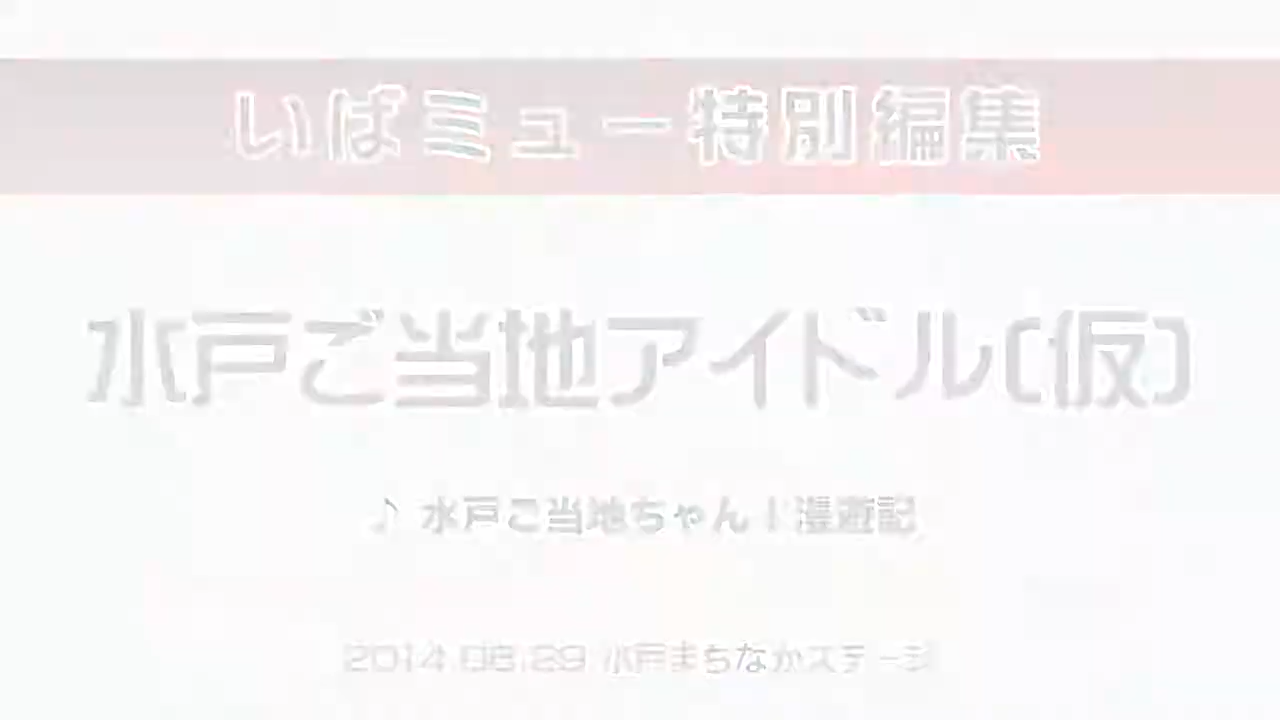 いばミュー特別編集
水戸ご当地アイドル(仮)
♪ 水戸ご当地ちゃん!漫遊記
2014.08.29 水戸まちなかステージ